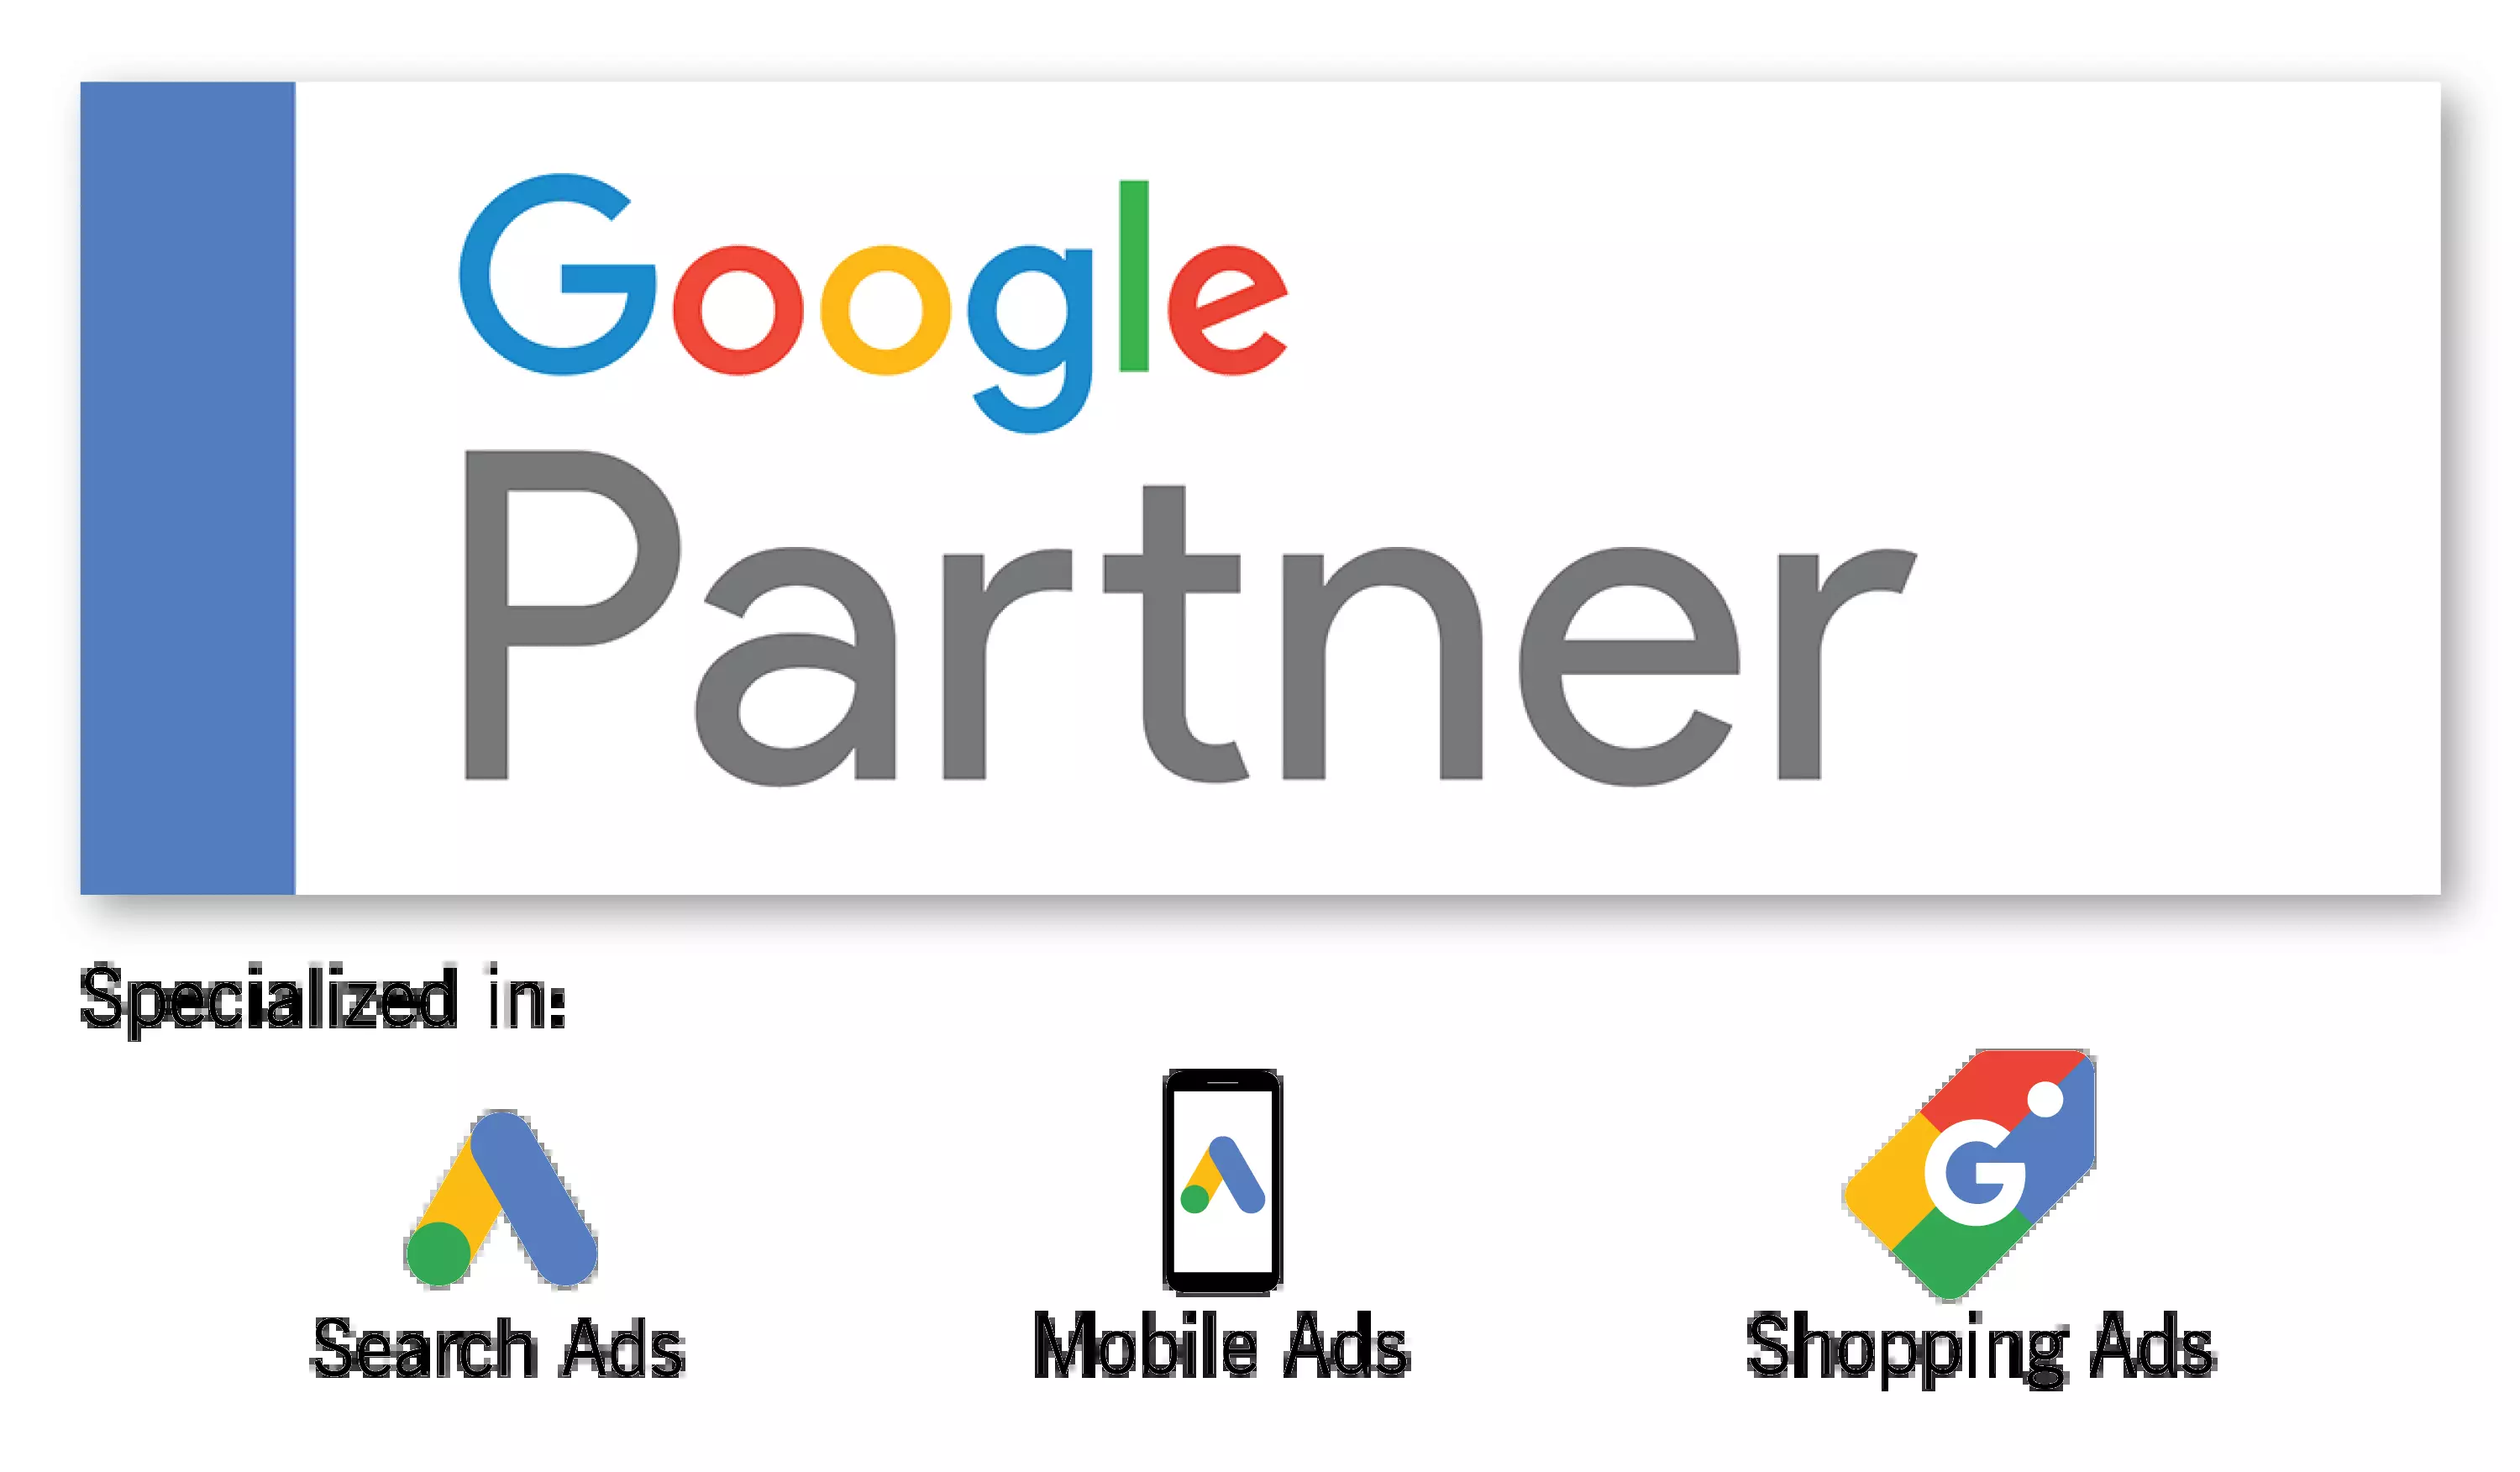 Google
Partner
Specialized in:
Search Ads
Mobile Ads
G
Shopping Ads